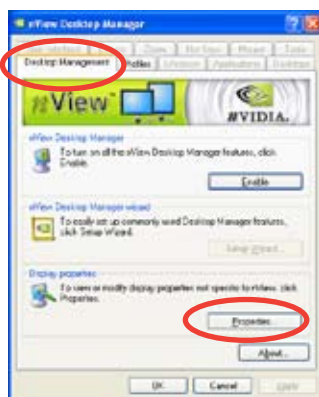 nView Desktop Manager
Desktop Management Profiles Windows Applications Desktops
nView
NVIDIA.
nView Desktop Manager
To turn on all the nView Desktop Manager features, click
Enable.
Enable
nView Desktop Manager wizard
To easily set up commonly used Desktop Manager features,
click Setup Wizard.
Setup Wizard...
Display properties
To view or modify display properties not specific to nView, click
Properties.
Properties...
About...
OK Cancel Apply